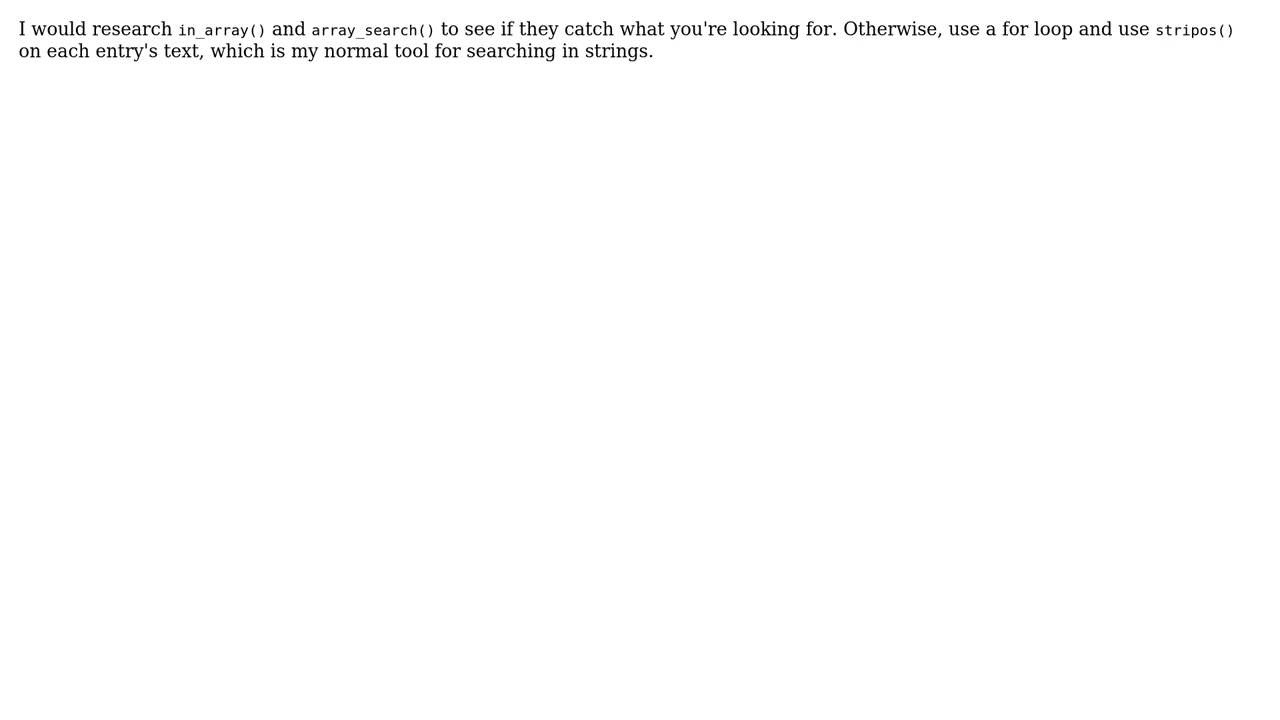 I would research in_array() and array_search() to see if they catch what you're looking for. Otherwise, use a for loop and use stripos()
on each entry's text, which is my normal tool for searching in strings.